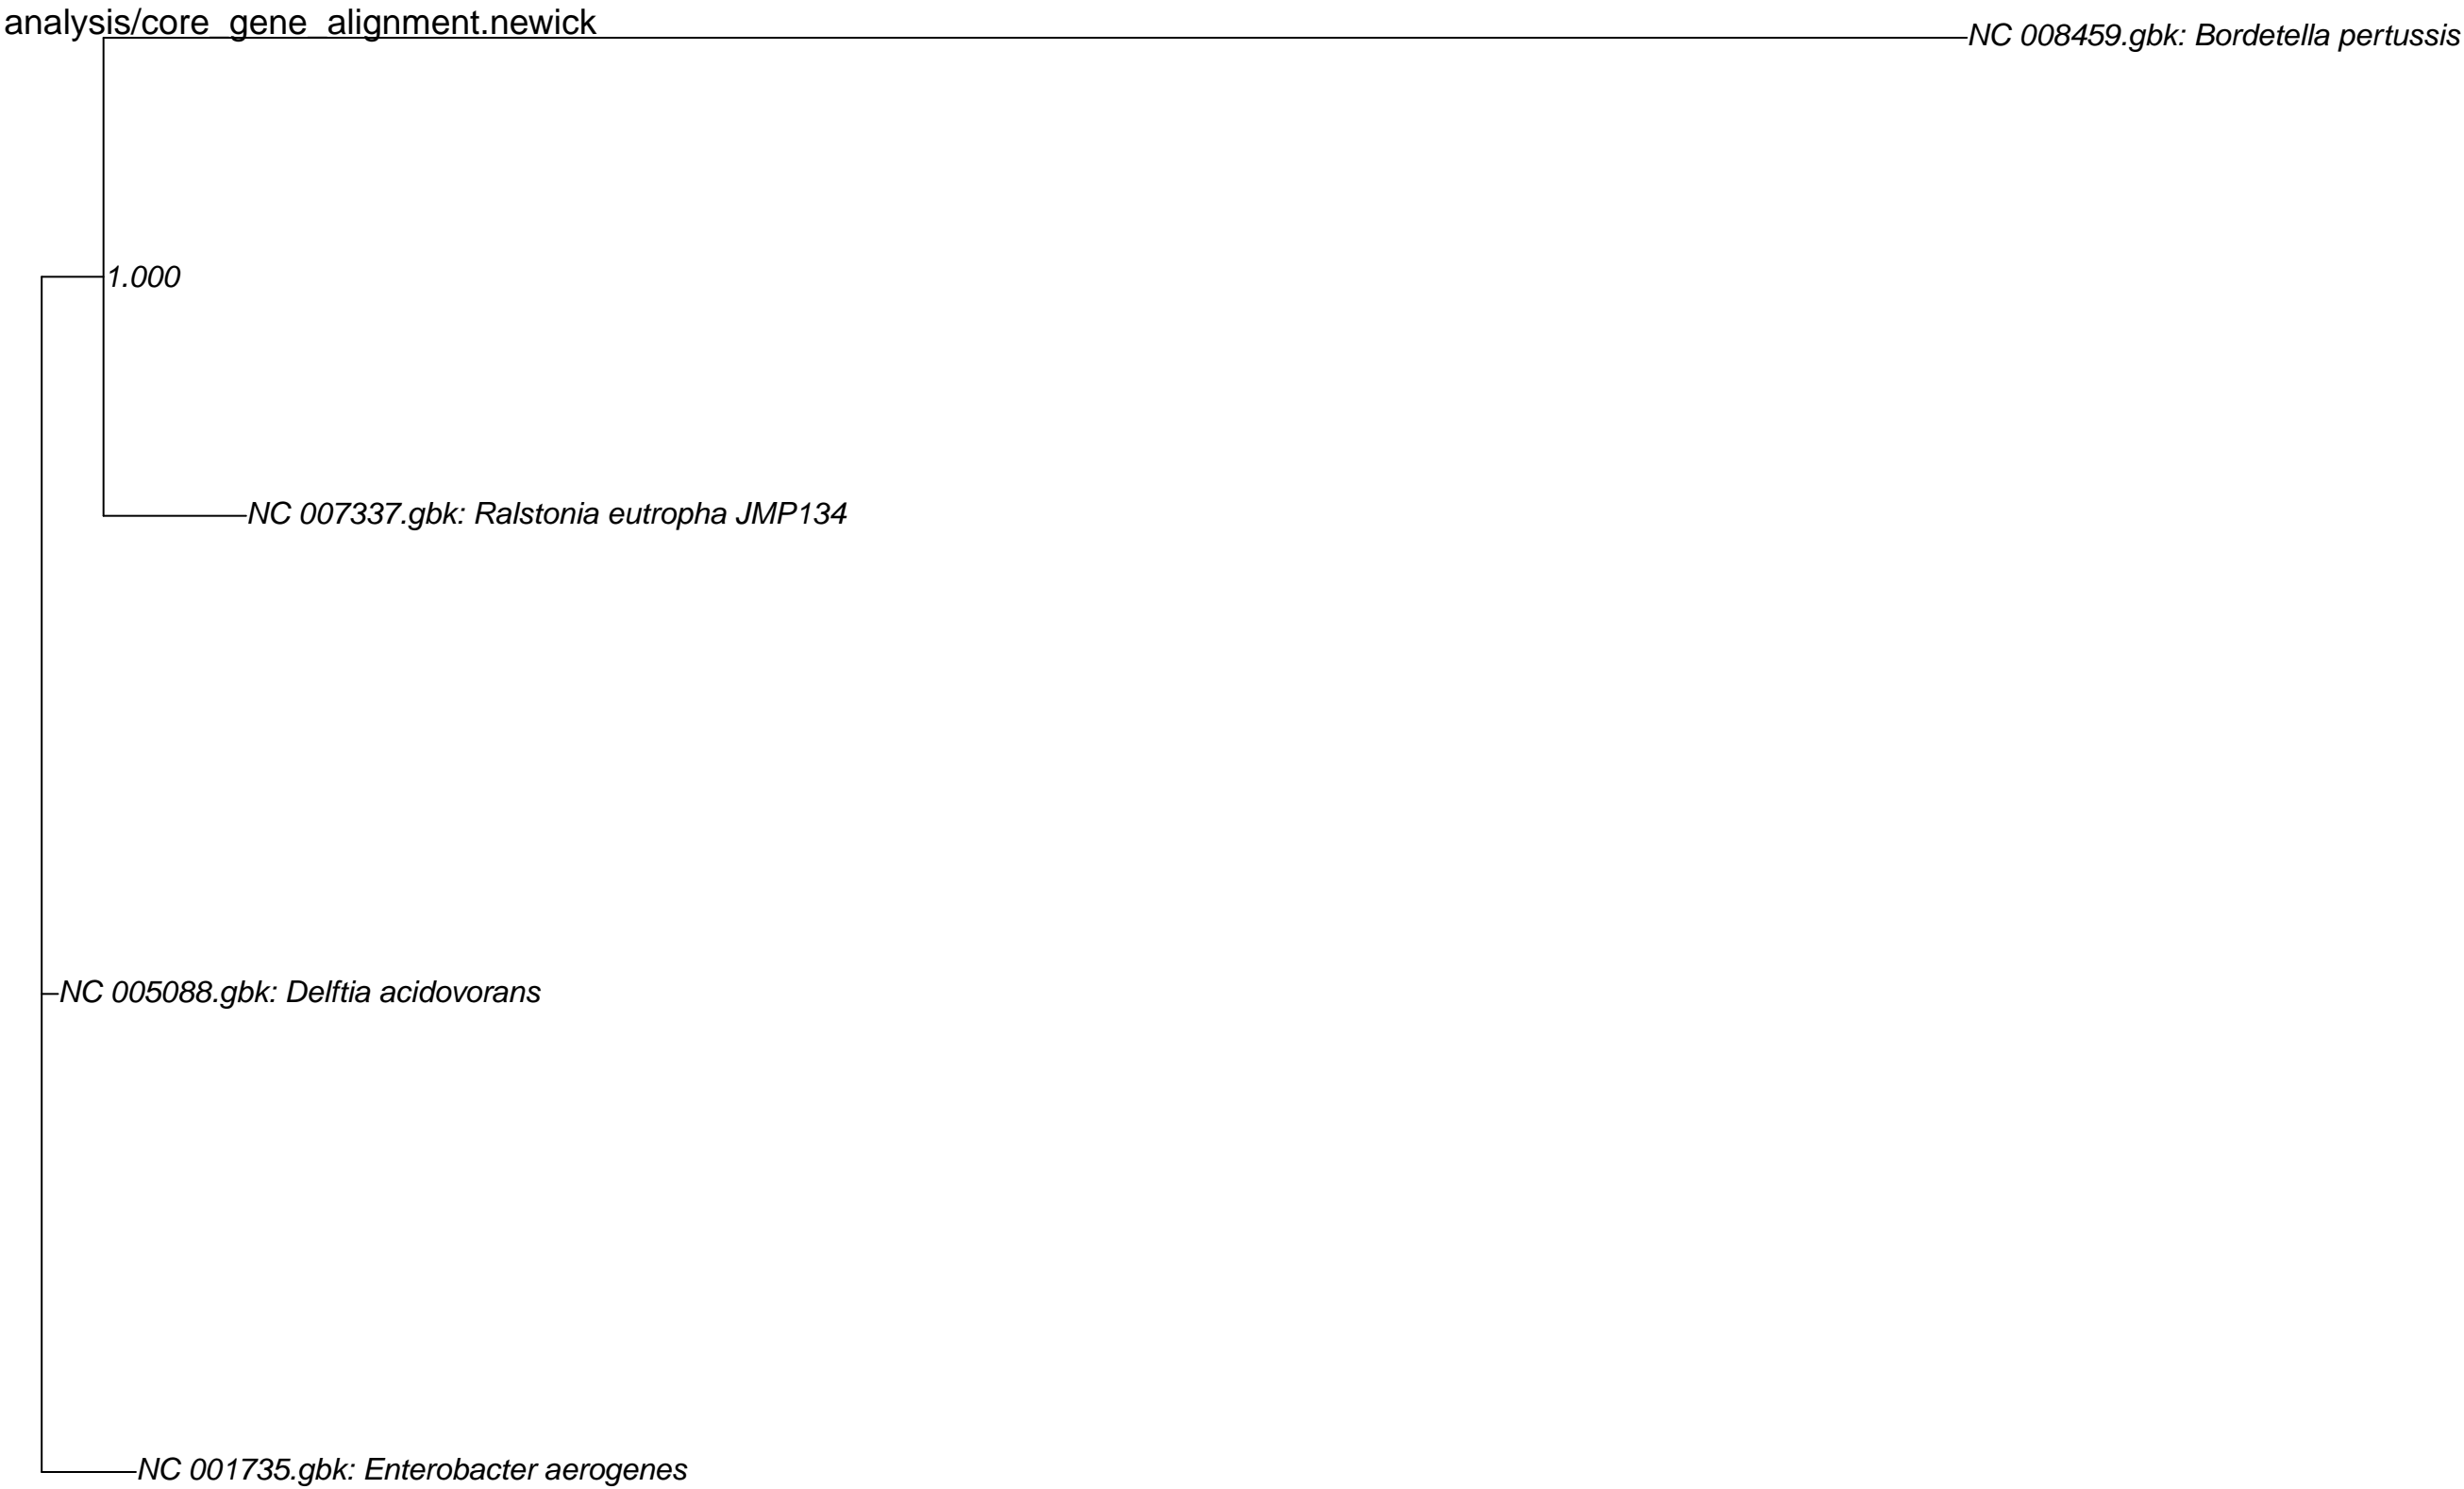 analysis/core_gene_alignment.newick
NC 008459.gbk: Bordetella pertussis
1.000
NC 007337.gbk: Ralstonia eutropha JMP134
NC 005088.gbk: Delftia acidovorans
NC 001735.gbk: Enterobacter aerogenes